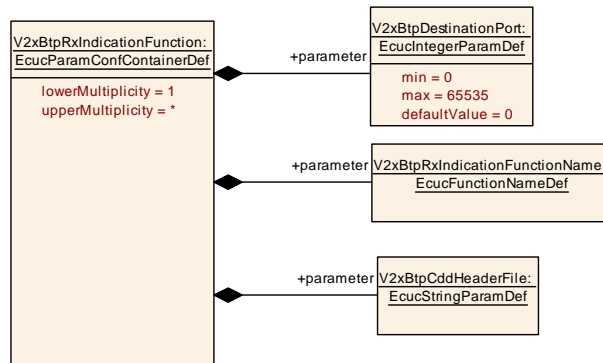 V2xBtpRxIndicationFunction:
EcucParamConfContainerDef
lowerMultiplicity = 1
upperMultiplicity = *
+parameter
V2xBtpDestinationPort:
EcucIntegerParamDef
min = 0
max = 65535
defaultValue = 0
+parameter
V2xBtpRxIndicationFunctionName
EcucFunctionNameDef
+parameter
V2xBtpCddHeaderFile:
EcucStringParamDef